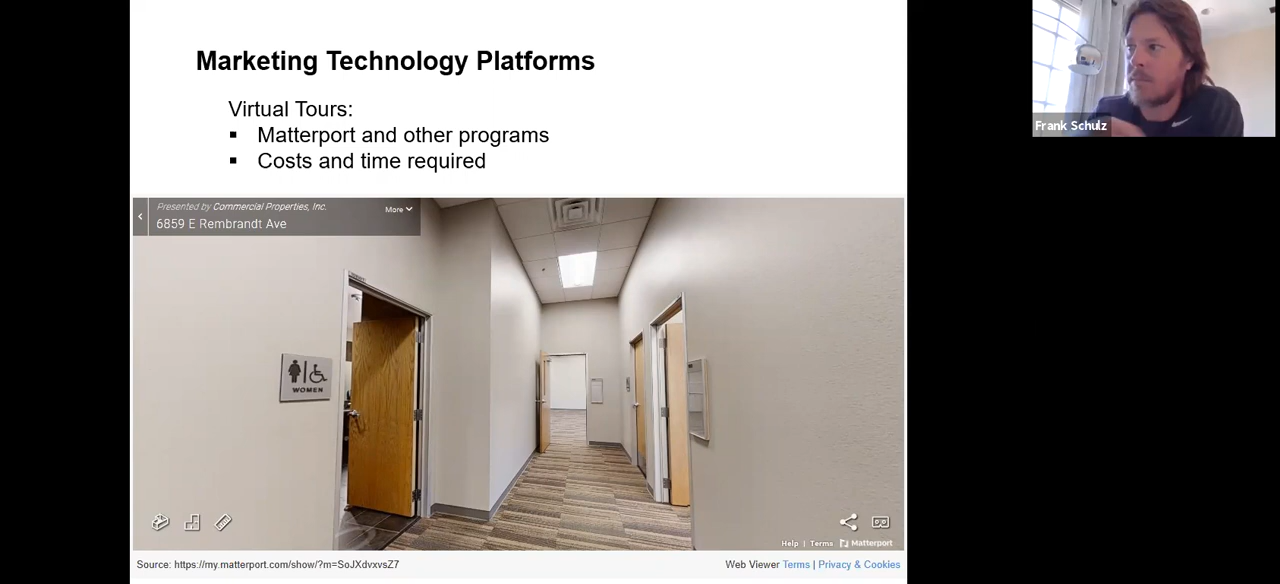 Marketing Technology Platforms
Virtual Tours:
▪ Matterport and other programs
▪ Costs and time required
Presented by Commercial Properties, Inc.
More
6859 E Rembrandt Ave
WOMEN
Help | Terms Matterport
Source: https://my.matterport.com/show/?m=SoJXdvxvsZ7
Web Viewer Terms | Privacy & Cookies
Frank Schulz